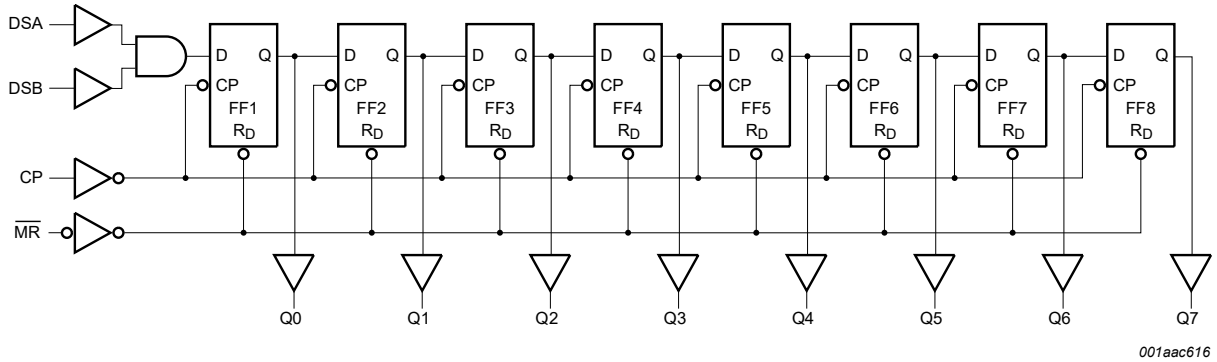 DSA
DSB
D Q D Q D Q D Q D Q D Q D Q D Q
CP CP CP CP CP CP CP CP
FF1 FF2 FF3 FF4 FF5 FF6 FF7 FF8
RD RD RD RD RD RD RD RD
CP
M̅R̅
Q0 Q1 Q2 Q3 Q4 Q5 Q6 Q7
001aac616